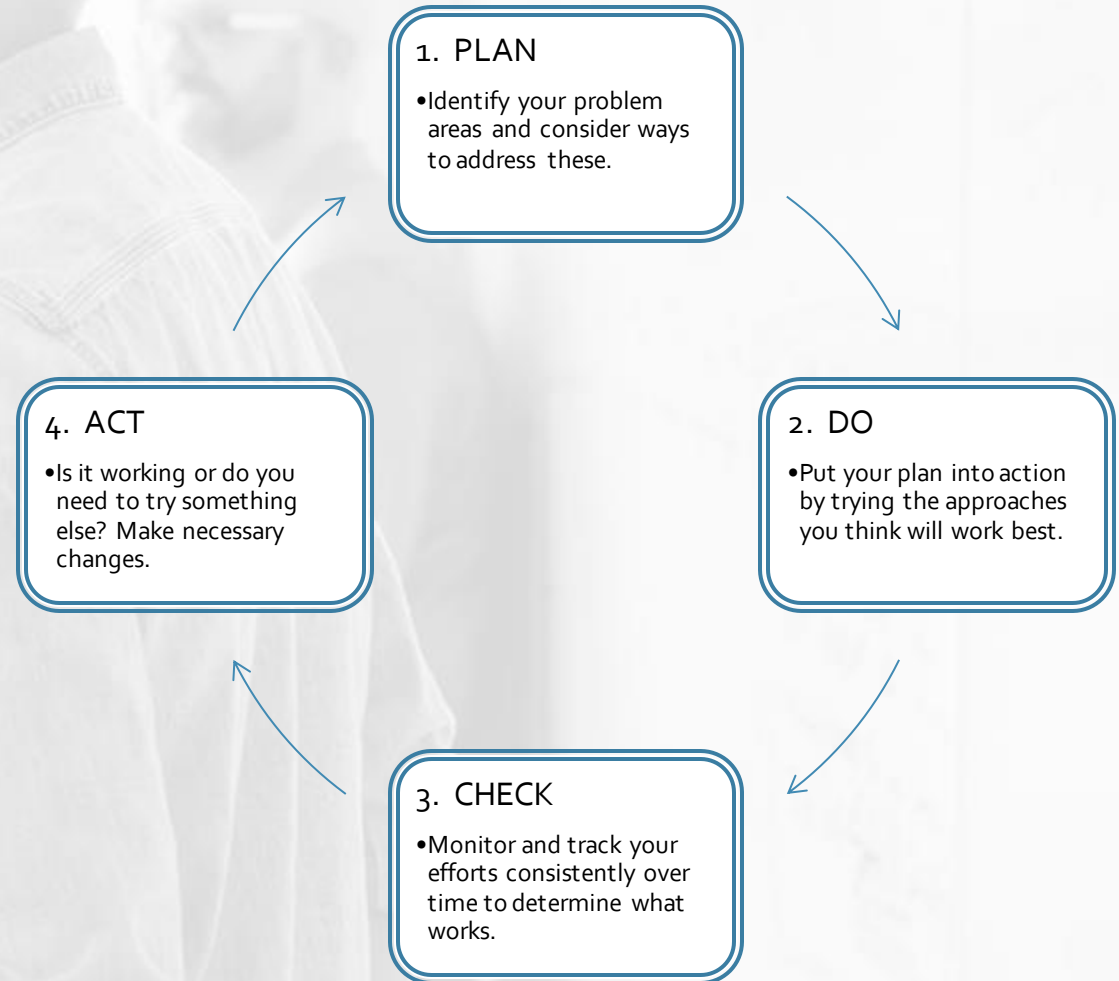 1. PLAN
•Identify your problem
areas and consider ways
to address these.
2. DO
•Put your plan into action
by trying the approaches
you think will work best.
3. CHECK
•Monitor and track your
efforts consistently over
time to determine what
works.
4. ACT
•Is it working or do you
need to try something
else? Make necessary
changes.